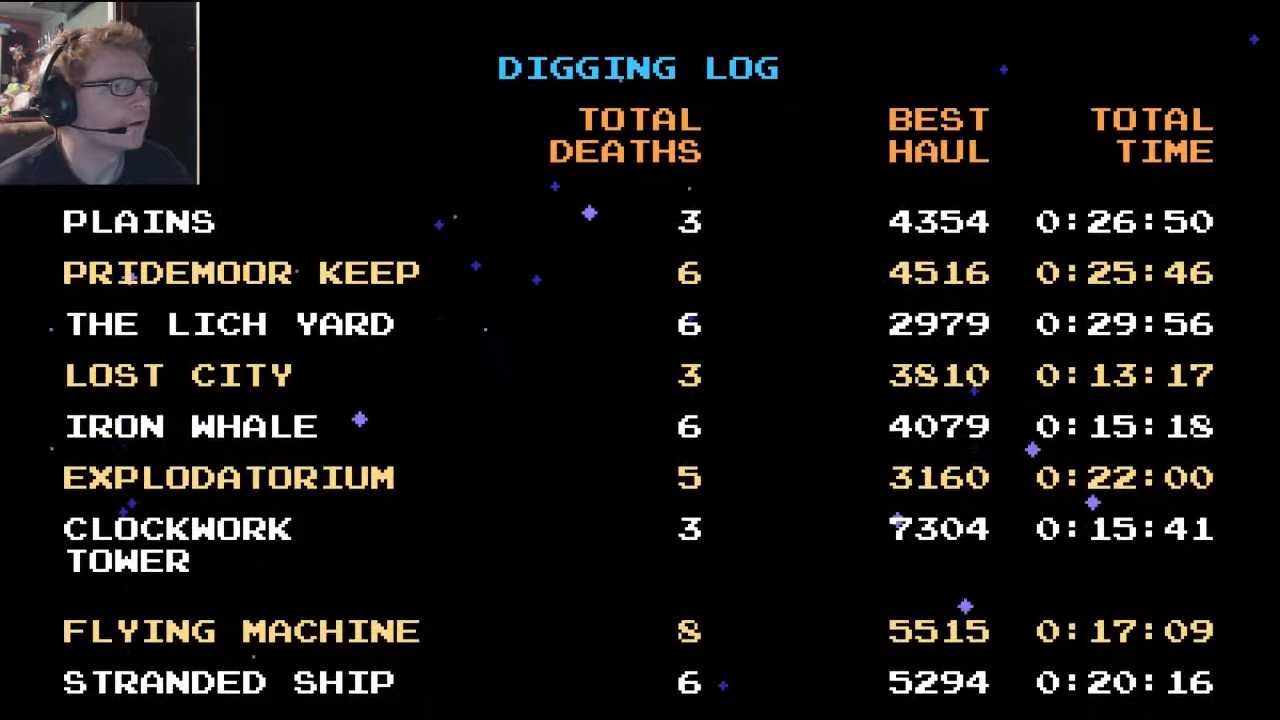 DIGGING LOG
TOTAL DEATHS BEST HAUL TOTAL TIME
PLAINS 3 4354 0:26:50
PRIDEMOOR KEEP 6 4516 0:25:46
THE LICH YARD 6 2979 0:29:56
LOST CITY 3 3810 0:13:17
IRON WHALE 6 4079 0:15:18
EXPLODATORIUM 5 3160 0:22:00
CLOCKWORK 3 7304 0:15:41
TOWER
FLYING MACHINE 8 5515 0:17:09
STRANDED SHIP 6 5294 0:20:16